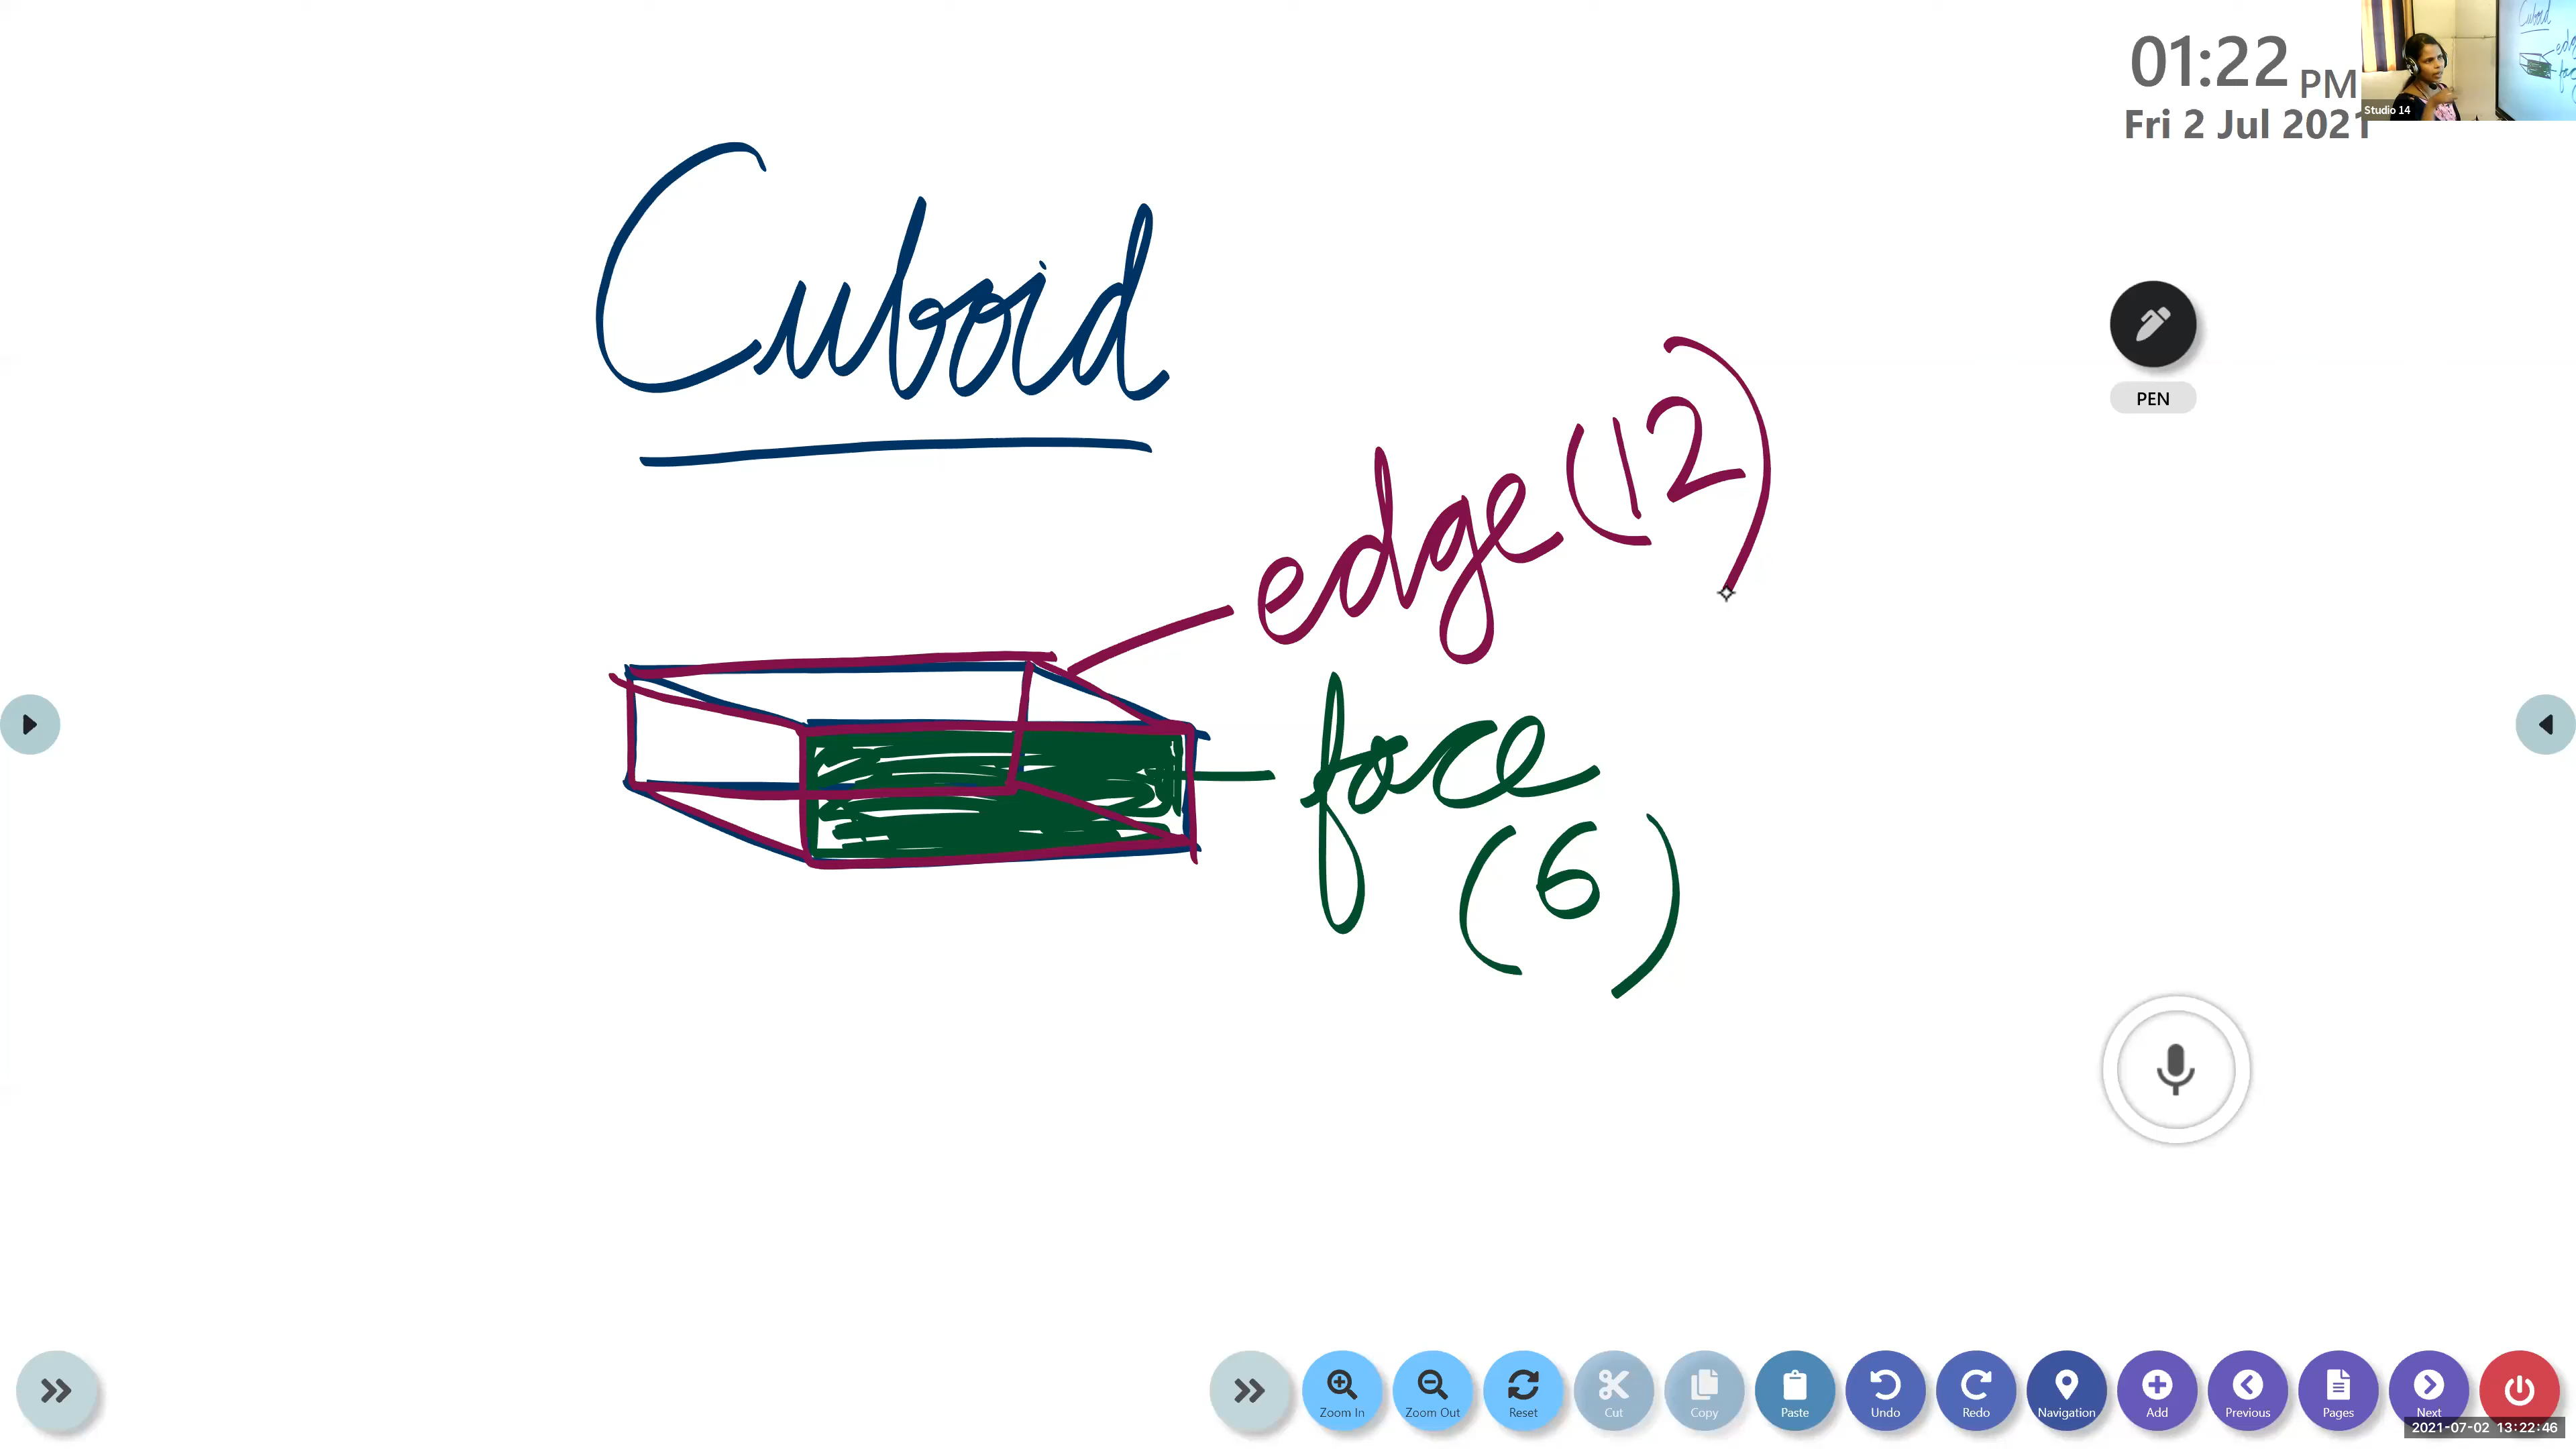 01:22 PM
Fri 2 Jul 2021
Studio 14
Cuboid
PEN
edge (12)
face
(6)
Zoom In
Zoom Out
Reset
Cut
Copy
Paste
Undo
Redo
Navigation
Add
Previous
Pages
Next
2021-07-02 13:22:46